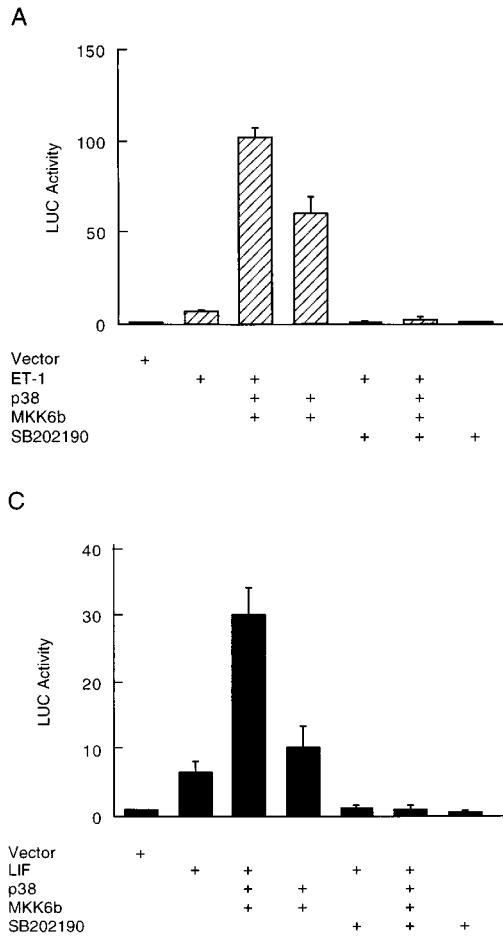 A
150
100
50
0
LUC Activity
Vector +
ET-1 + + + +
p38 + + +
MKK6b + + +
SB202190 + + +
C
40
30
20
10
0
LUC Activity
Vector +
LIF + + + +
p38 + + +
MKK6b + + +
SB202190 + + +